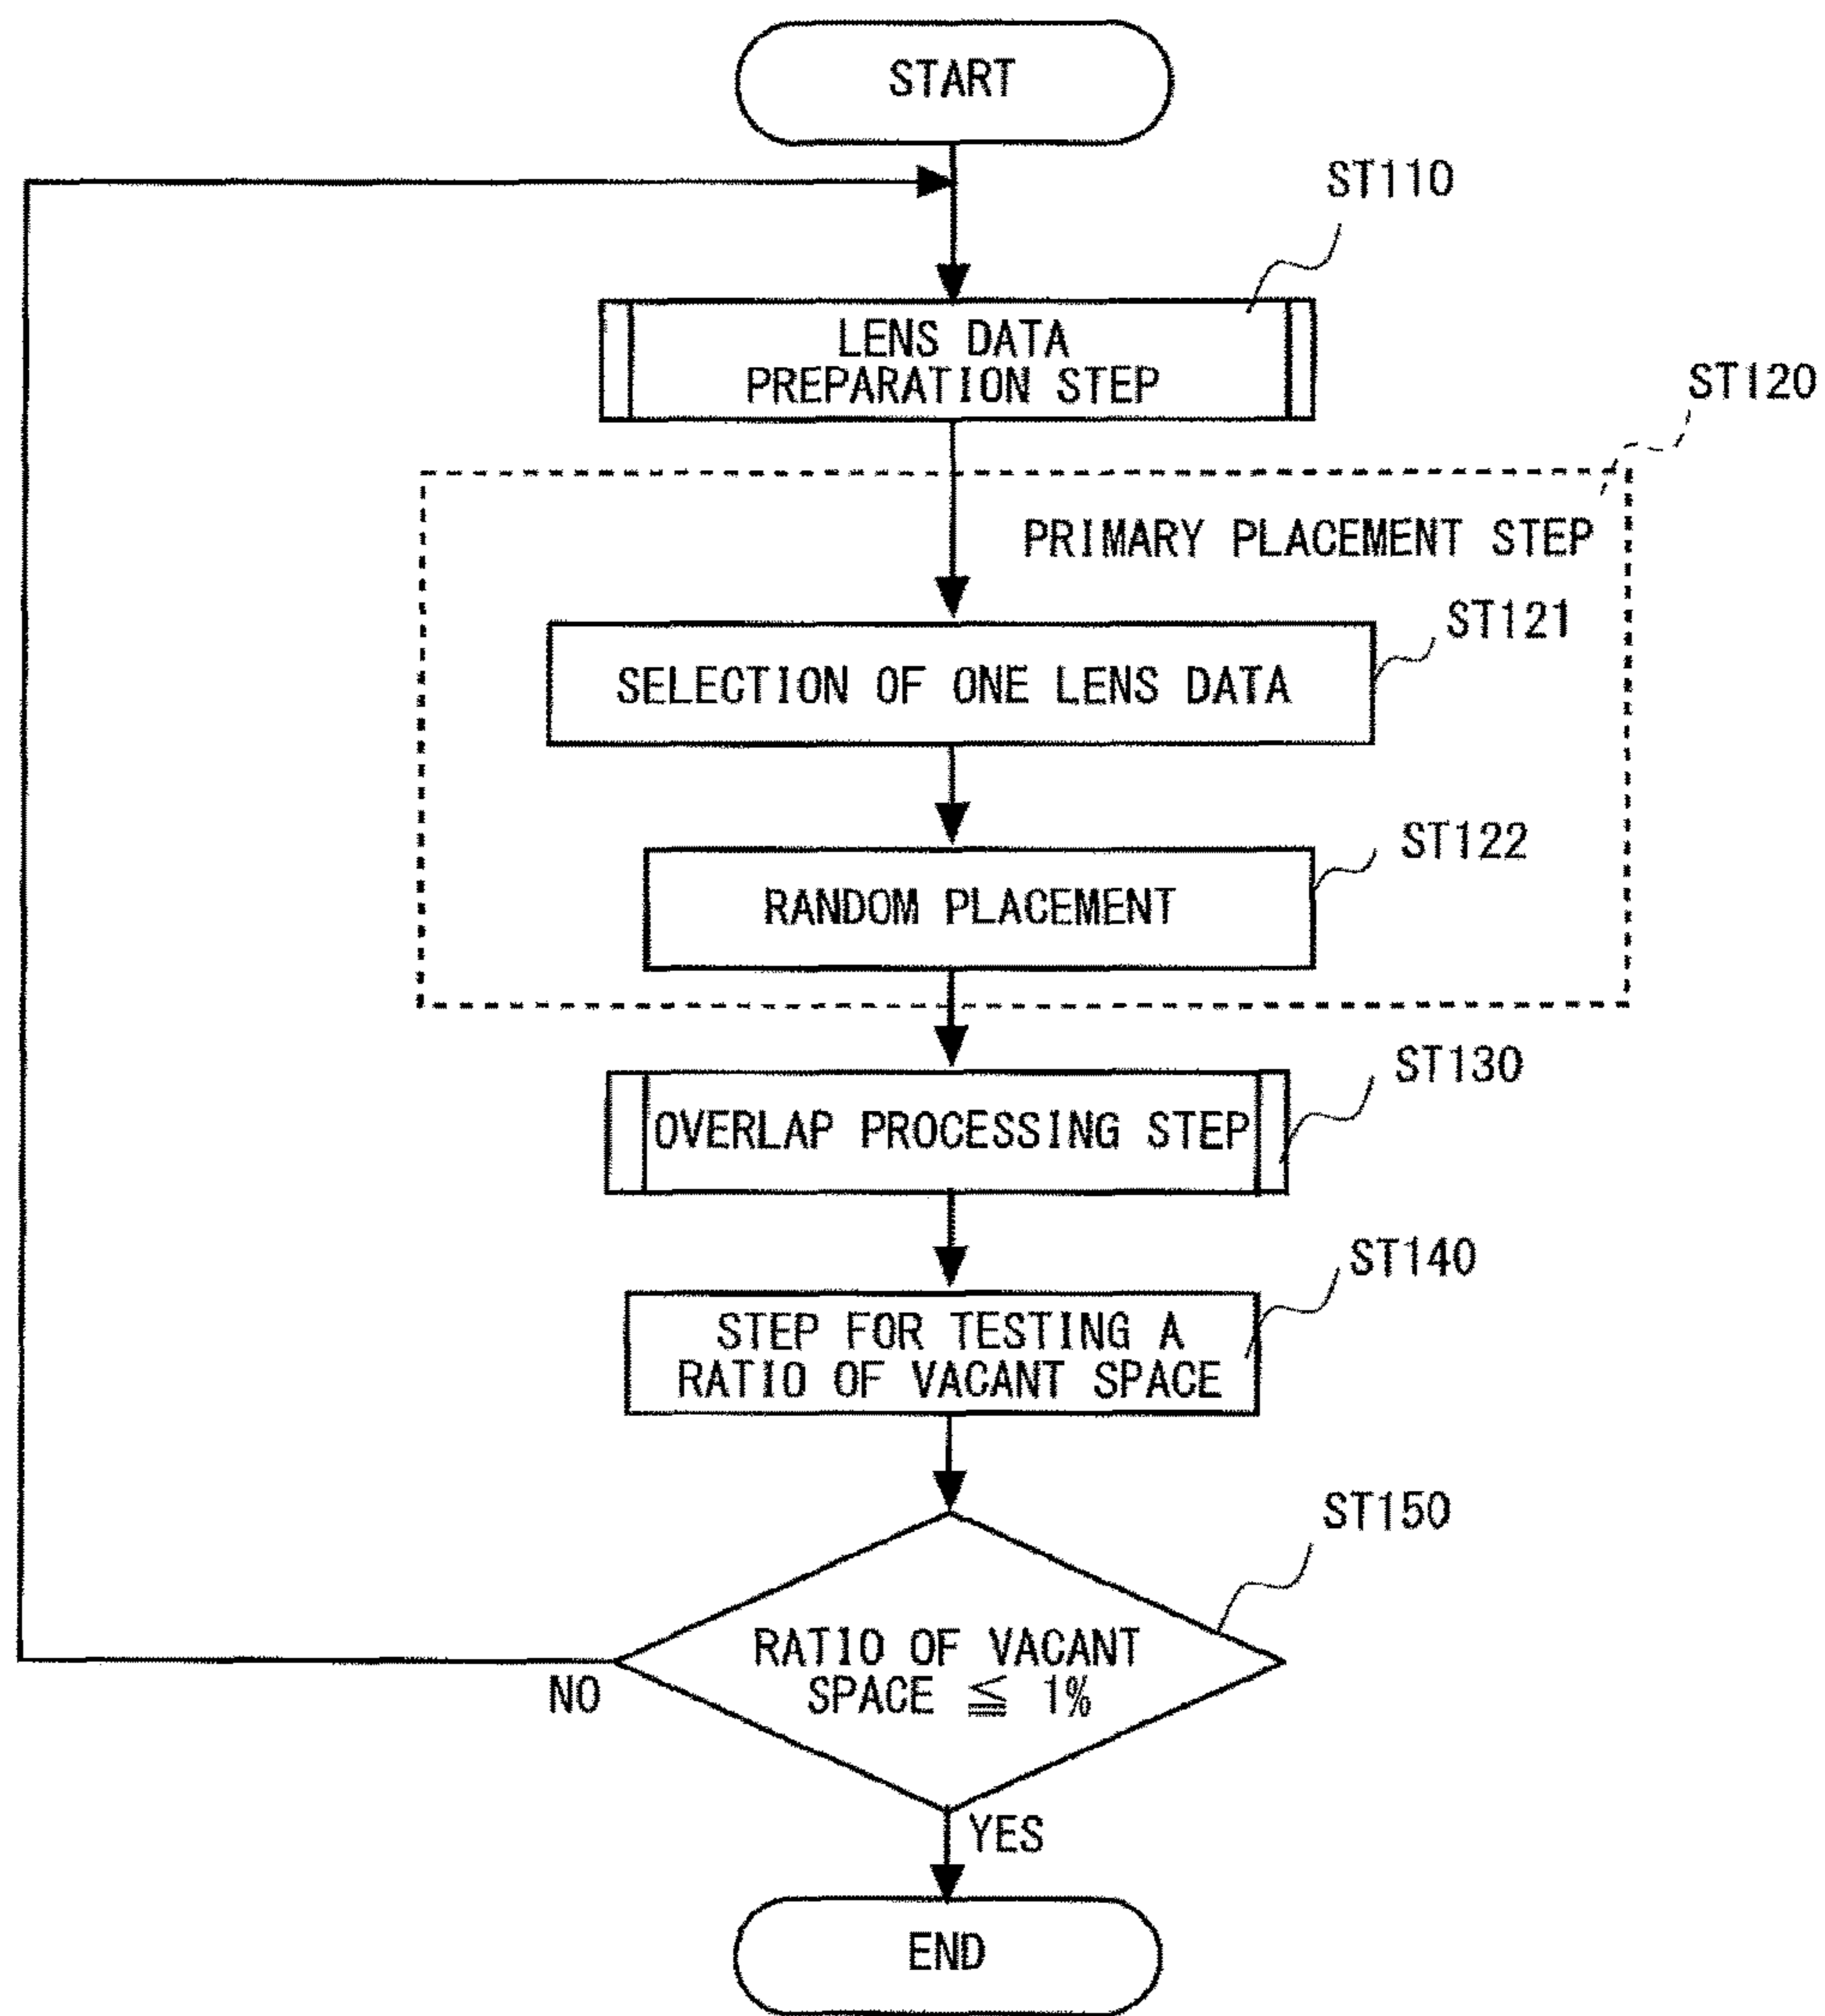 START
ST110
LENS DATA
PREPARATION STEP
ST120
PRIMARY PLACEMENT STEP
ST121
SELECTION OF ONE LENS DATA
ST122
RANDOM PLACEMENT
ST130
OVERLAP PROCESSING STEP
ST140
STEP FOR TESTING A
RATIO OF VACANT SPACE
ST150
RATIO OF VACANT
SPACE ≦ 1%
NO
YES
END